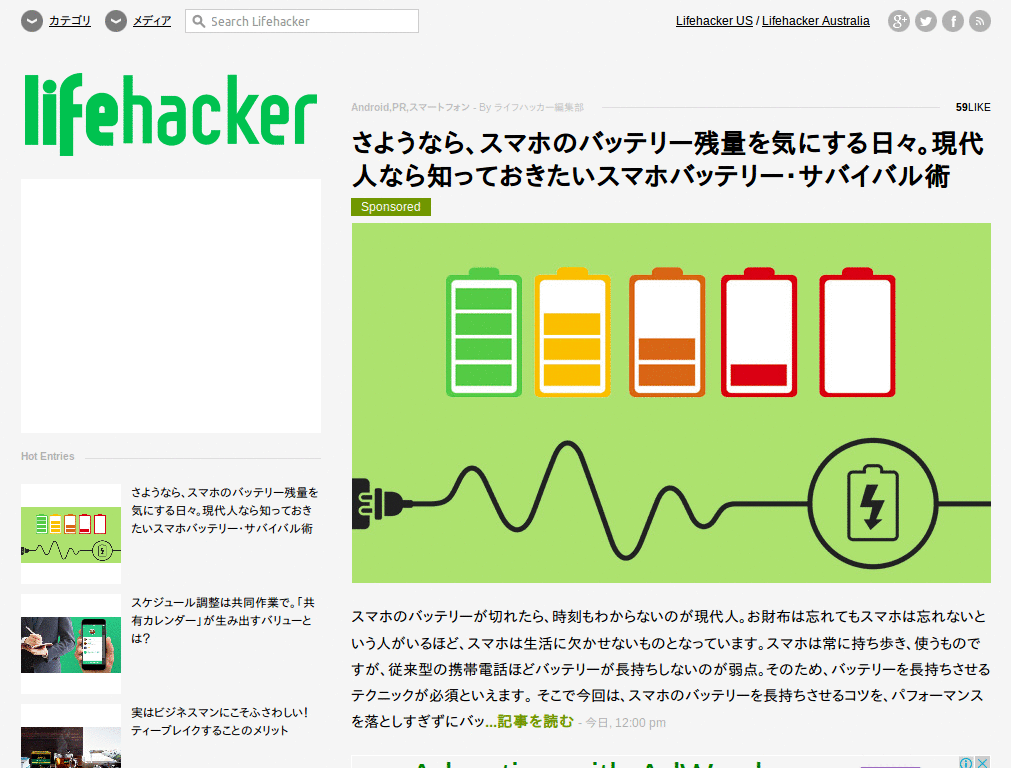 カテゴリ メディア Search Lifehacker Lifehacker US / Lifehacker Australia
lifehacker
Android,PR,スマートフォン - By ライフハッカー編集部 59LIKE
さようなら、スマホのバッテリー残量を気にする日々。現代
人なら知っておきたいスマホバッテリー・サバイバル術
Sponsored
Hot Entries
さようなら、スマホのバッテリー残量を
気にする日々。現代人なら知っておき
たいスマホバッテリー・サバイバル術
スケジュール調整は共同作業で。「共
有カレンダー」が生み出すバリューと
は?
実はビジネスマンにこそふさわしい!
ティーブレイクすることのメリット
スマホのバッテリーが切れたら、時刻もわからないのが現代人。お財布は忘れてもスマホは忘れないと
いう人がいるほど、スマホは生活に欠かせないものとなっています。スマホは常に持ち歩き、使うもので
すが、従来型の携帯電話ほどバッテリーが長持ちしないのが弱点。そのため、バッテリーを長持ちさせる
テクニックが必須といえます。 そこで今回は、スマホのバッテリーを長持ちさせるコツを、パフォーマンス
を落としすぎずにバッ...記事を読む - 今日, 12:00 pm